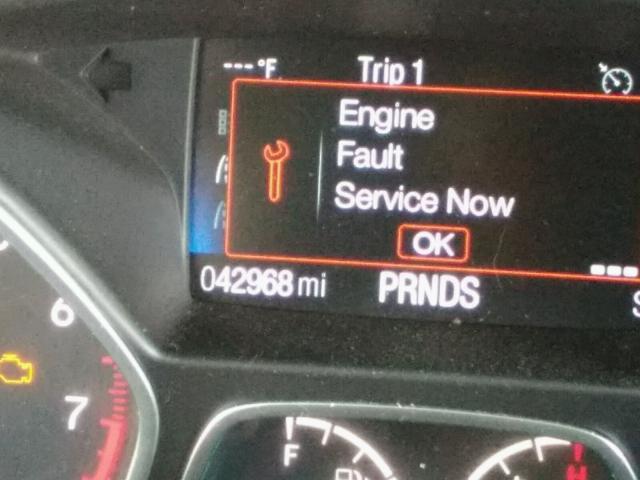 ---°F Trip 1
Engine
Fault
Service Now
OK
042968 mi PRNDS
6
7
F
H